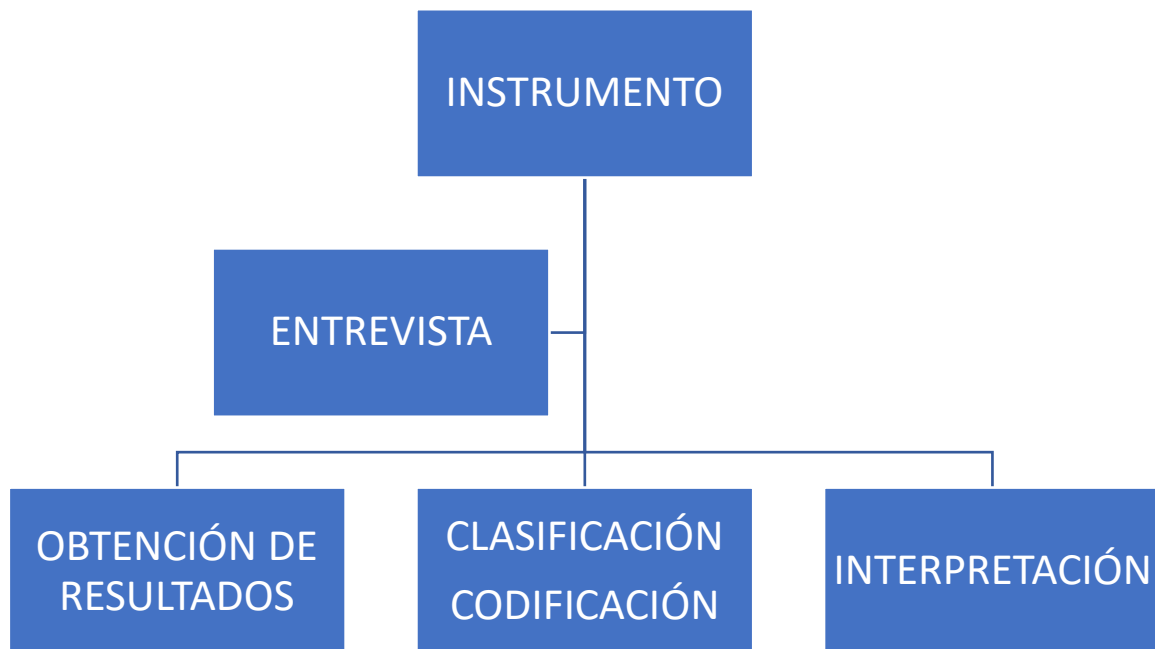 INSTRUMENTO
ENTREVISTA
OBTENCIÓN DE
RESULTADOS
CLASIFICACIÓN
CODIFICACIÓN
INTERPRETACIÓN